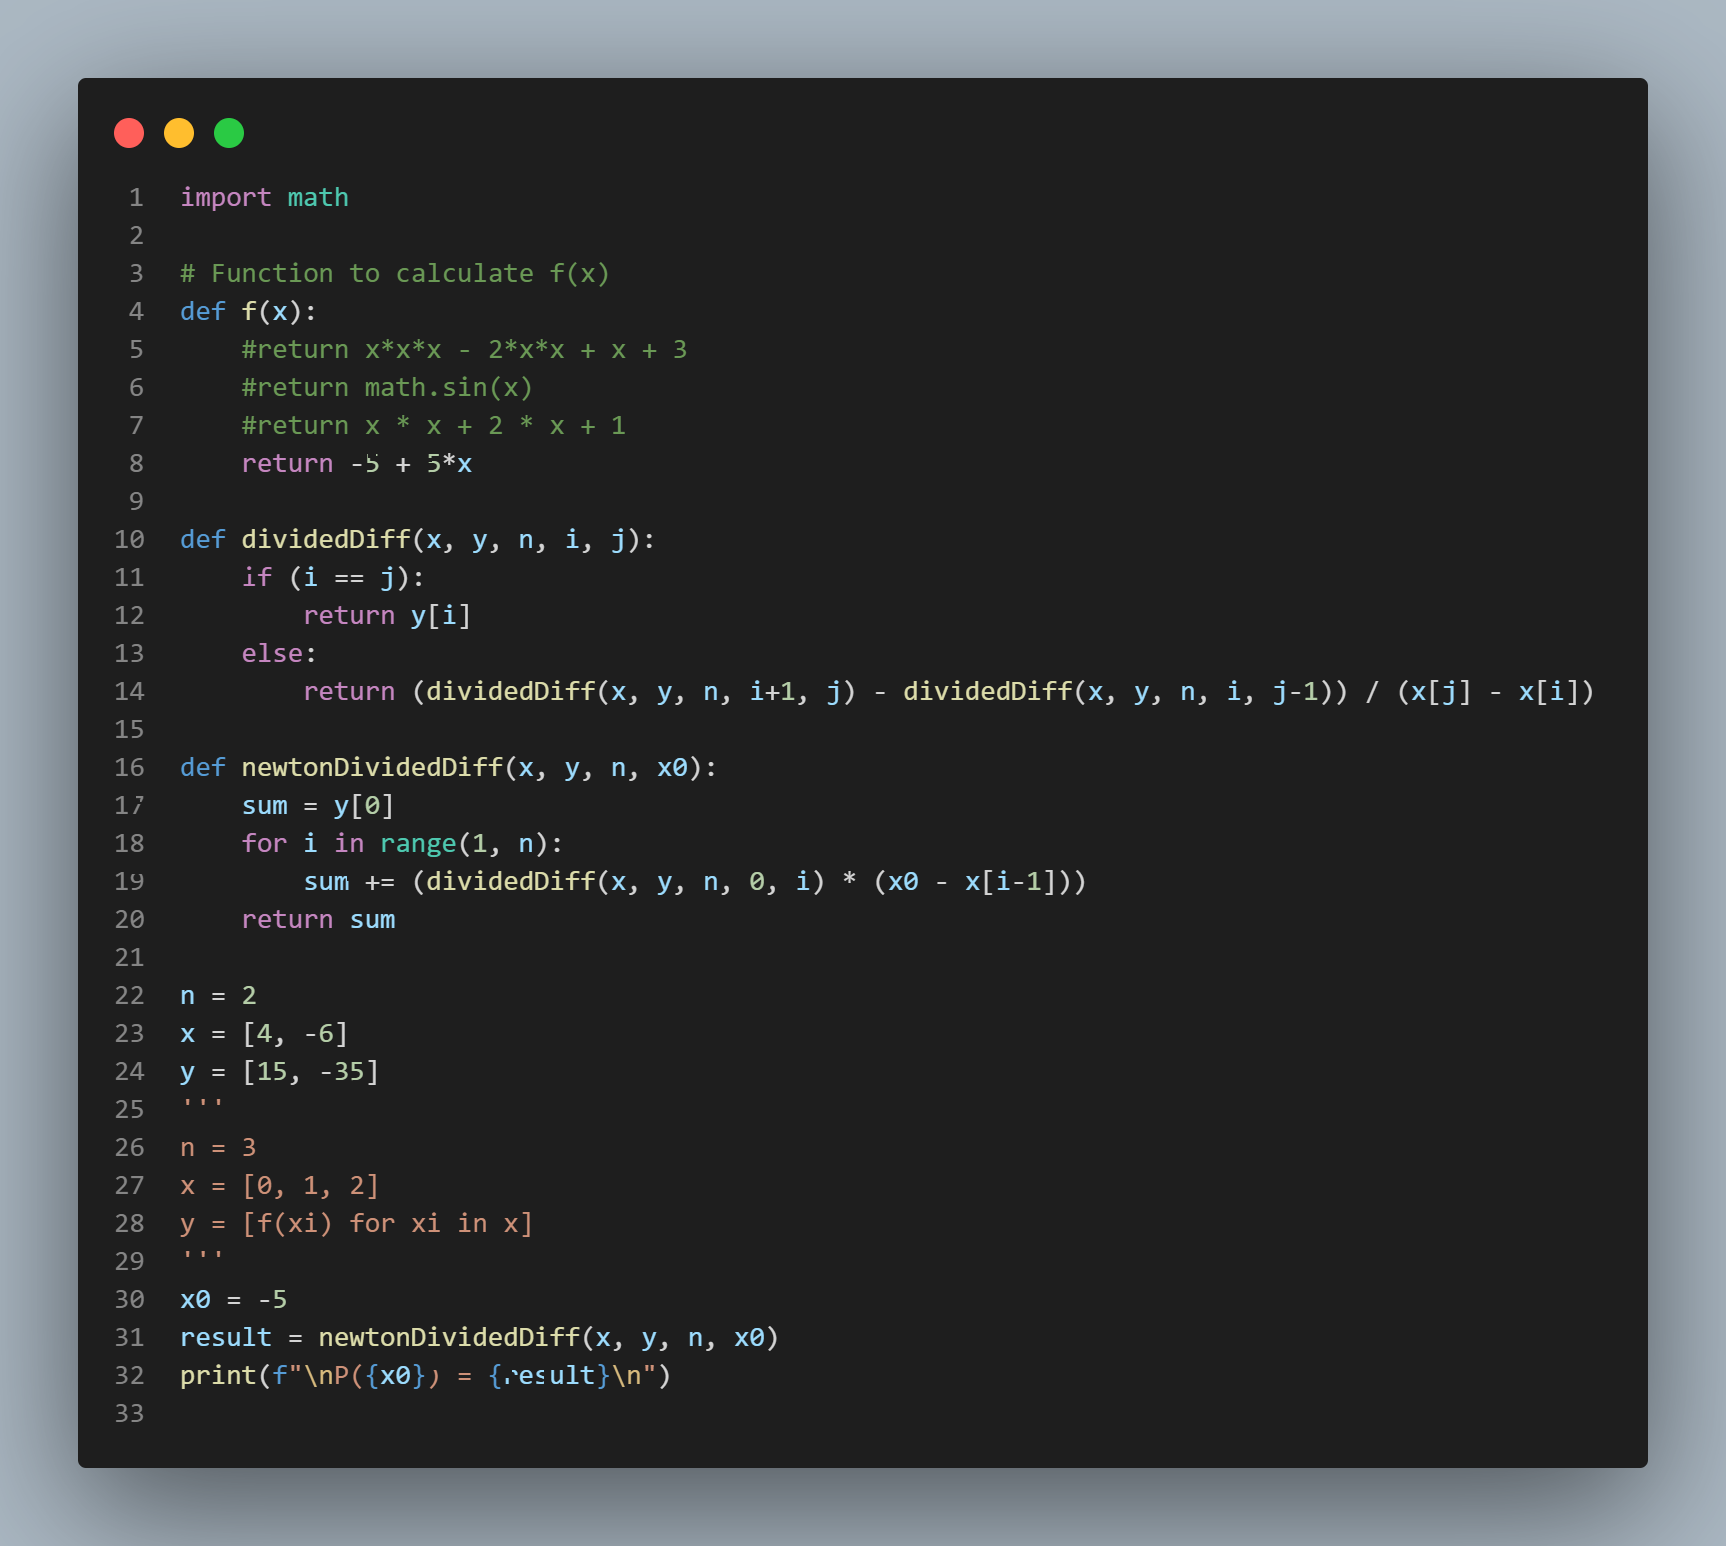 1 import math
2
3 # Function to calculate f(x)
4 def f(x):
5     #return x*x*x - 2*x*x + x + 3
6     #return math.sin(x)
7     #return x * x + 2 * x + 1
8     return -5 + 5*x
9
10 def dividedDiff(x, y, n, i, j):
11     if (i == j):
12         return y[i]
13     else:
14         return (dividedDiff(x, y, n, i+1, j) - dividedDiff(x, y, n, i, j-1)) / (x[j] - x[i])
15
16 def newtonDividedDiff(x, y, n, x0):
17     sum = y[0]
18     for i in range(1, n):
19         sum += (dividedDiff(x, y, n, 0, i) * (x0 - x[i-1]))
20     return sum
21
22 n = 2
23 x = [4, -6]
24 y = [15, -35]
25 '''
26 n = 3
27 x = [0, 1, 2]
28 y = [f(xi) for xi in x]
29 '''
30 x0 = -5
31 result = newtonDividedDiff(x, y, n, x0)
32 print(f"\nP({x0}) = {result}\n")
33